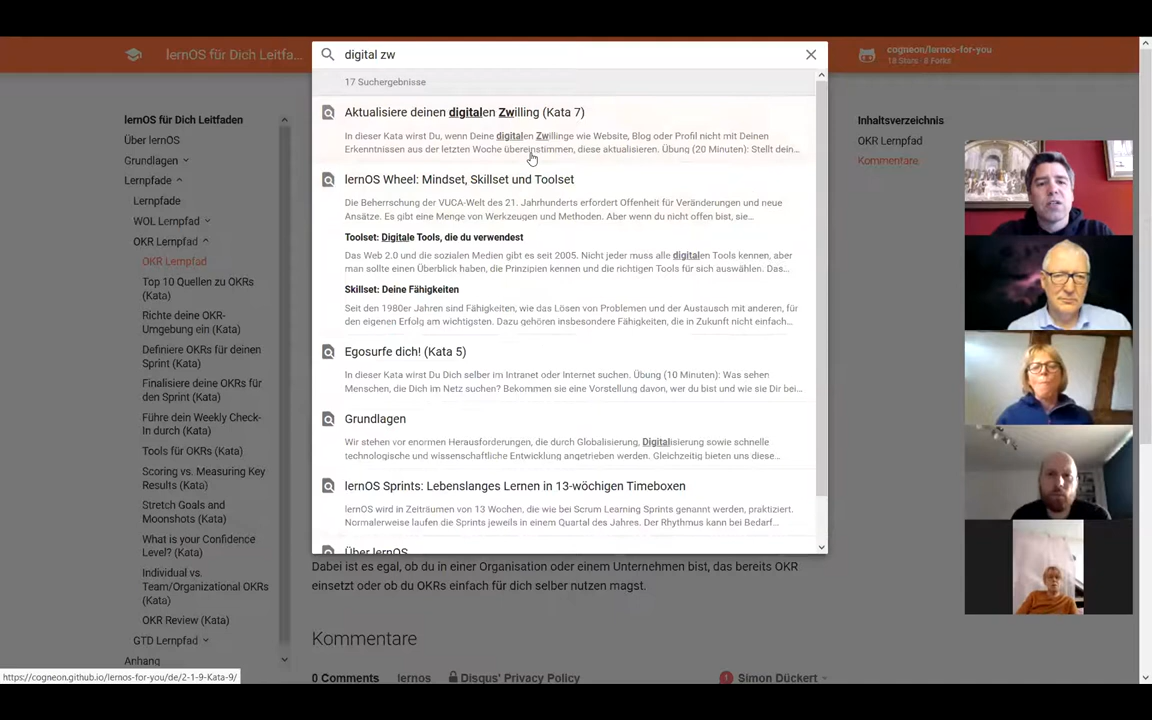 lernOS für Dich Leitfa...
digital zw
cogneon/lernos-for-you
18 Stars · 8 Forks
17 Suchergebnisse
Aktualisiere deinen digitalen Zwilling (Kata 7)
In dieser Kata wirst Du, wenn Deine digitalen Zwillinge wie Website, Blog oder Profil nicht mit Deinen
Erkenntnissen aus der letzten Woche übereinstimmen, diese aktualisieren. Übung (20 Minuten): Stellt dein...
lernOS Wheel: Mindset, Skillset und Toolset
Die Beherrschung der VUCA-Welt des 21. Jahrhunderts erfordert Offenheit für Veränderungen und neue
Ansätze. Es gibt eine Menge von Werkzeugen und Methoden. Aber wenn du nicht offen bist, sie...
Toolset: Digitale Tools, die du verwendest
Das Web 2.0 und die sozialen Medien gibt es seit 2005. Nicht jeder muss alle digitalen Tools kennen, aber
man sollte einen Überblick haben, die Prinzipien kennen und die richtigen Tools für sich auswählen. Das...
Skillset: Deine Fähigkeiten
Seit den 1980er Jahren sind Fähigkeiten, wie das Lösen von Problemen und der Austausch mit anderen, für
den eigenen Erfolg am wichtigsten. Dazu gehören insbesondere Fähigkeiten, die in Zukunft nicht einfach...
Egosurfe dich! (Kata 5)
In dieser Kata wirst Du Dich selber im Intranet oder Internet suchen. Übung (10 Minuten): Was sehen
Menschen, die Dich im Netz suchen? Bekommen sie eine Vorstellung davon, wer du bist und wie sie Dir bei...
Grundlagen
Wir stehen vor enormen Herausforderungen, die durch Globalisierung, Digitalisierung sowie schnelle
technologische und wissenschaftliche Entwicklung angetrieben werden. Gleichzeitig bieten uns diese...
lernOS Sprints: Lebenslanges Lernen in 13-wöchigen Timeboxen
lernOS wird in Zeiträumen von 13 Wochen, die wie bei Scrum Learning Sprints genannt werden, praktiziert.
Normalerweise laufen die Sprints jeweils in einem Quartal des Jahres. Der Rhythmus kann bei Bedarf...
Über lernOS
lernOS für Dich Leitfaden
Über lernOS
Grundlagen
Lernpfade
Lernpfade
WOL Lernpfad
OKR Lernpfad
OKR Lernpfad
Top 10 Quellen zu OKRs
(Kata)
Richte deine OKR-
Umgebung ein (Kata)
Definiere OKRs für deinen
Sprint (Kata)
Finalisiere deine OKRs für
den Sprint (Kata)
Führe dein Weekly Check-
In durch (Kata)
Tools für OKRs (Kata)
Scoring vs. Measuring Key
Results (Kata)
Stretch Goals and
Moonshots (Kata)
What is your Confidence
Level? (Kata)
Individual vs.
Team/Organizational OKRs
(Kata)
OKR Review (Kata)
GTD Lernpfad
Anhang
Inhaltsverzeichnis
OKR Lernpfad
Kommentare
Dabei ist es egal, ob du in einer Organisation oder einem Unternehmen bist, das bereits OKR
einsetzt oder ob du OKRs einfach für dich selber nutzen magst.
Kommentare
0 Comments lernos Disqus' Privacy Policy Simon Dückert
https://cogneon.github.io/lernos-for-you/de/2-1-9-Kata-9/